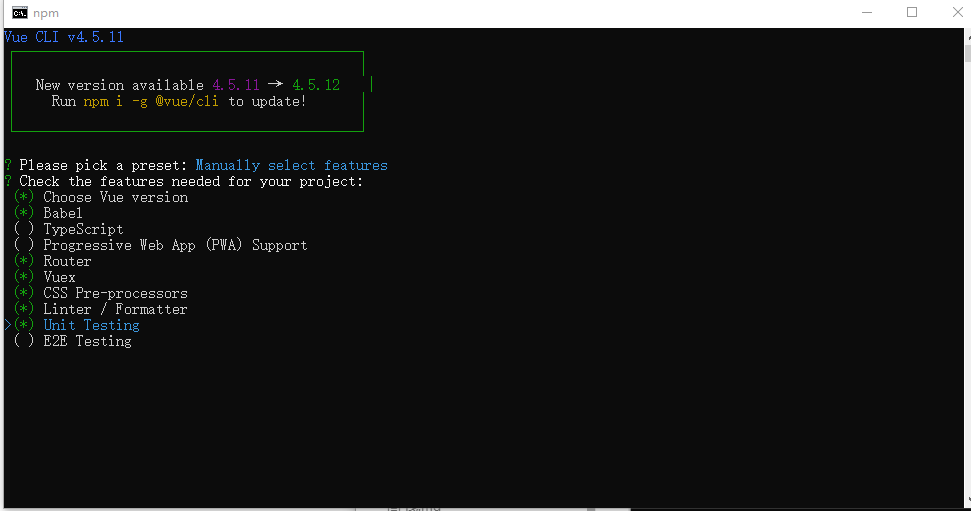 npm
Vue CLI v4.5.11
New version available 4.5.11 → 4.5.12
Run npm i -g @vue/cli to update!
? Please pick a preset: Manually select features
? Check the features needed for your project:
(*) Choose Vue version
(*) Babel
( ) TypeScript
( ) Progressive Web App (PWA) Support
(*) Router
(*) Vuex
(*) CSS Pre-processors
(*) Linter / Formatter
>(*) Unit Testing
( ) E2E Testing